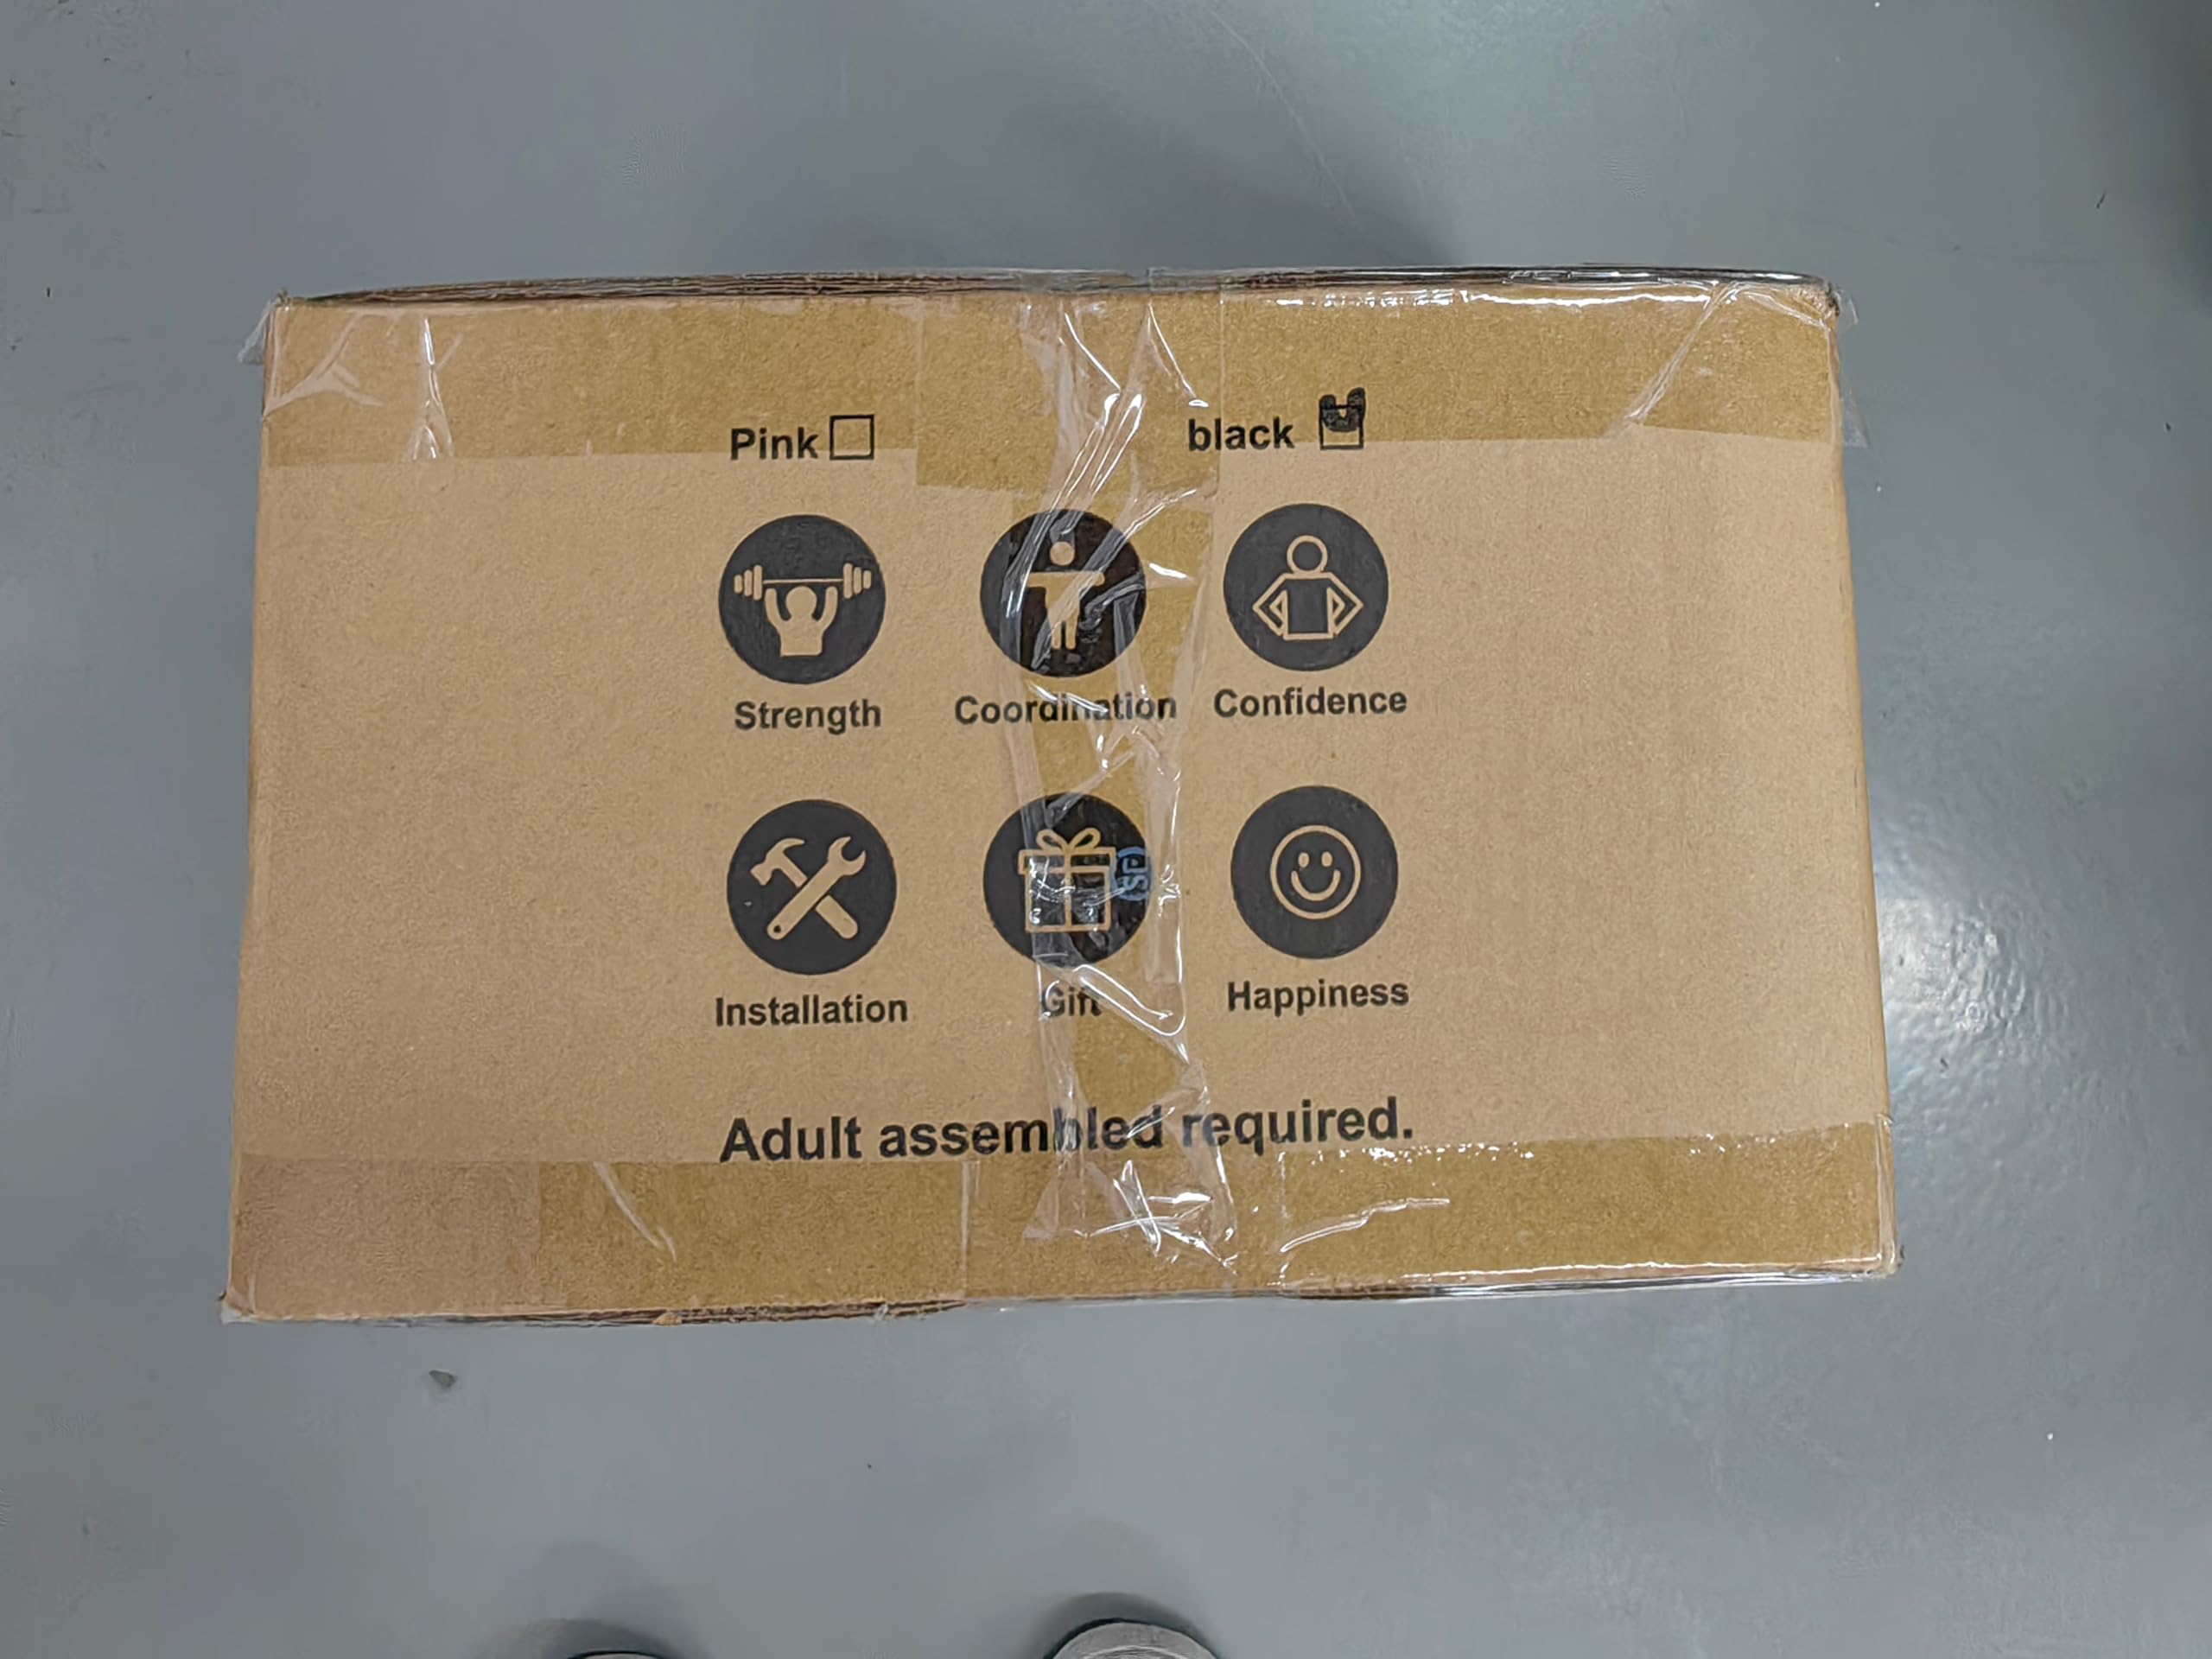 Pink black
Strength Coordination Confidence
Installation Gift Happiness
Adult assembled required.